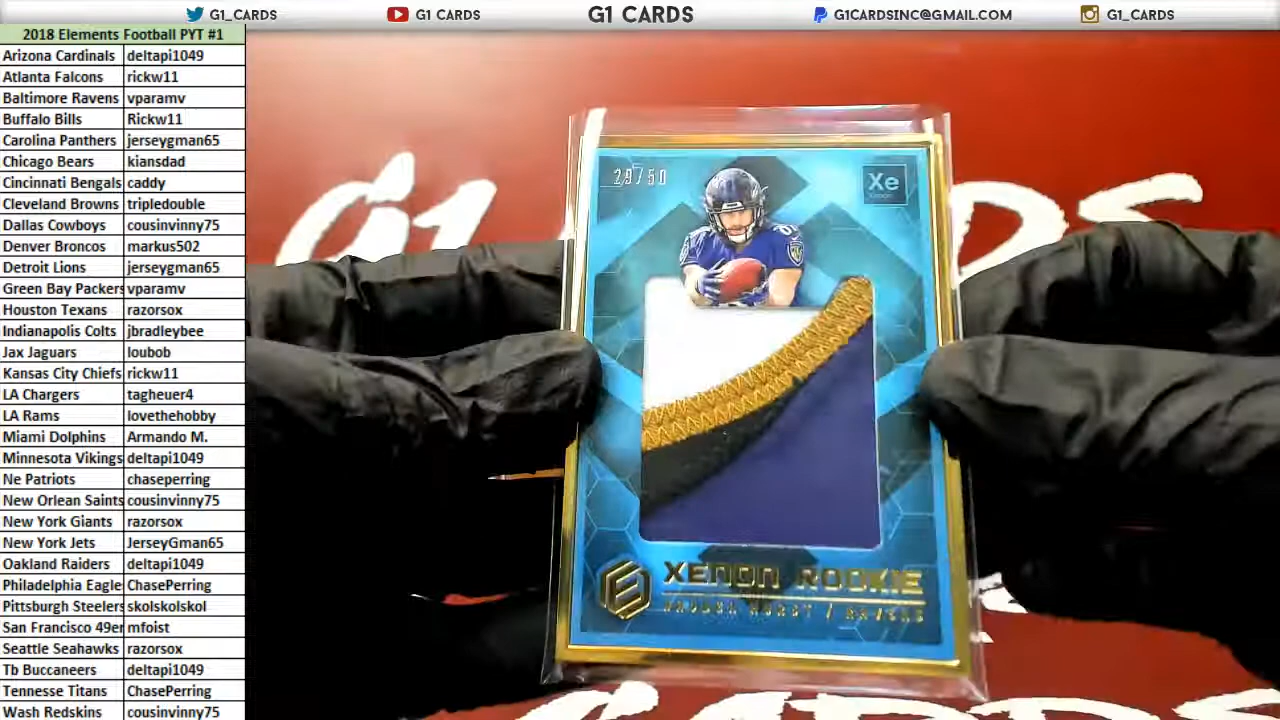 G1_CARDS
G1 CARDS
G1 CARDS
G1CARDSINC@GMAIL.COM
G1_CARDS
2018 Elements Football PYT #1
Arizona Cardinals deltapi1049
Atlanta Falcons rickw11
Baltimore Ravens vparamv
Buffalo Bills Rickw11
Carolina Panthers jerseygman65
Chicago Bears kiansdad
Cincinnati Bengals caddy
Cleveland Browns tripledouble
Dallas Cowboys cousinvinny75
Denver Broncos markus502
Detroit Lions jerseygman65
Green Bay Packers vparamv
Houston Texans razorsox
Indianapolis Colts jbradleybee
Jax Jaguars loubob
Kansas City Chiefs rickw11
LA Chargers tagheuer4
LA Rams lovethehobby
Miami Dolphins Armando M.
Minnesota Vikings deltapi1049
Ne Patriots chaseperring
New Orlean Saints cousinvinny75
New York Giants razorsox
New York Jets JerseyGman65
Oakland Raiders deltapi1049
Philadelphia Eagle ChasePerring
Pittsburgh Steelers skolskolskol
San Francisco 49er mfoist
Seattle Seahawks razorsox
Tb Buccaneers deltapi1049
Tennesse Titans ChasePerring
Wash Redskins cousinvinny75
G1 CARDS
29/50
Xe
XENON ROOKIE
HAYDEN HURST / RAVENS